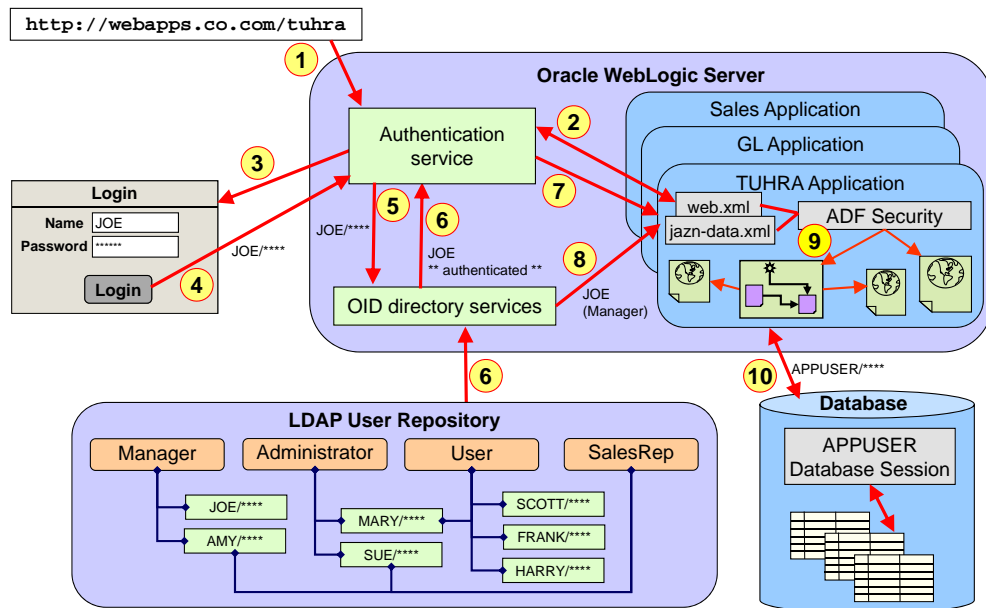 http://webapps.co.com/tuhra
1
Oracle WebLogic Server
Sales Application
GL Application
TUHRA Application
Authentication
service
2
3
7
web.xml
jazn-data.xml
ADF Security
9
Login
Name JOE
Password ******
Login
JOE/****
4
JOE/****
5
6
JOE
** authenticated **
8
JOE
(Manager)
OID directory services
6
10
APPUSER/****
LDAP User Repository
Manager
Administrator
User
SalesRep
JOE/****
AMY/****
MARY/****
SUE/****
SCOTT/****
FRANK/****
HARRY/****
Database
APPUSER
Database Session